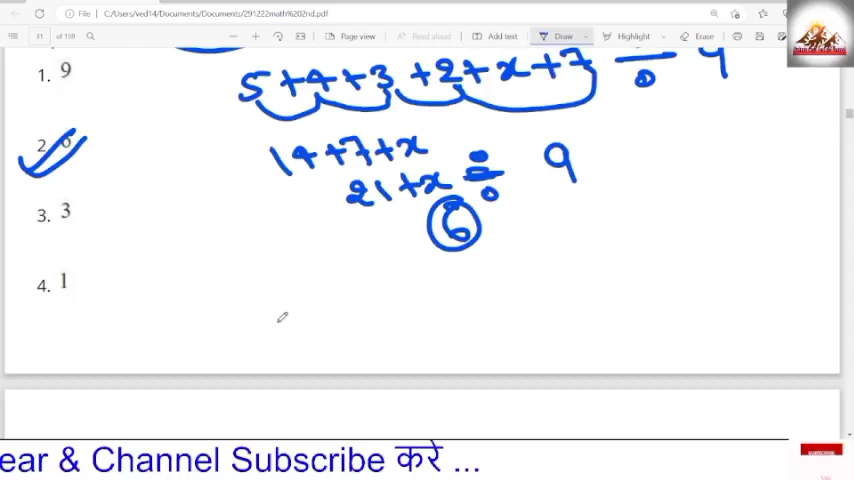 File C:/Users/ved14/Documents/Documents/291222math%202nd.pdf
31 of 159 Page view Read aloud Add text Draw Highlight Erase
1. 9
5+4+3+2+x+7 ÷ 9
2. 6
14+7+x
21+x ÷ 9
6
3. 3
4. 1
ear & Channel Subscribe करे ...